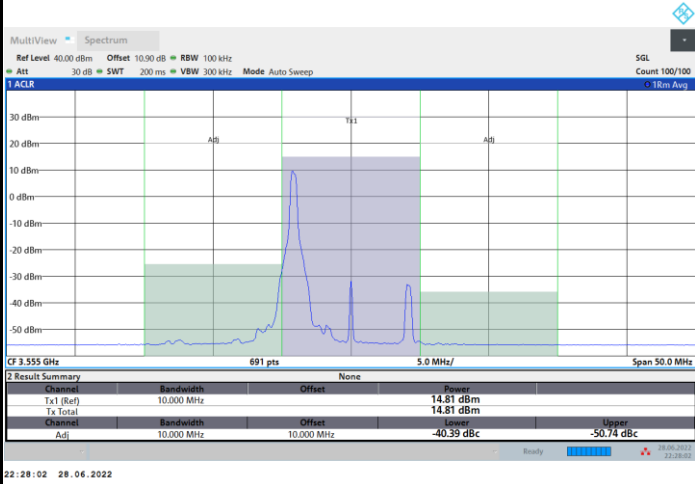 MultiView Spectrum
Ref Level 40.00 dBm Offset 10.90 dB RBW 100 kHz SGL
Att 30 dB SWT 200 ms VBW 300 kHz Mode Auto Sweep Count 100/100
1 ACLR 1Rm Avg
30 dBm
Tx1
20 dBm
Adj Adj
10 dBm
0 dBm
-10 dBm
-20 dBm
-30 dBm
-40 dBm
-50 dBm
CF 3.555 GHz 691 pts 5.0 MHz/ Span 50.0 MHz
2 Result Summary None
Channel Bandwidth Offset Power
Tx1 (Ref) 10.000 MHz 14.81 dBm
Tx Total 14.81 dBm
Channel Bandwidth Offset Lower Upper
Adj 10.000 MHz 10.000 MHz -40.39 dBc -50.74 dBc
Ready 28.06.2022
22:28:02
22:28:02 28.06.2022